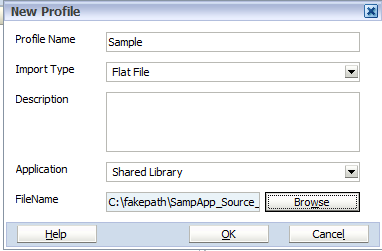 New Profile
Profile Name Sample
Import Type Flat File
Description
Application Shared Library
FileName C:\fakepath\SampApp_Source_ Browse
Help OK Cancel